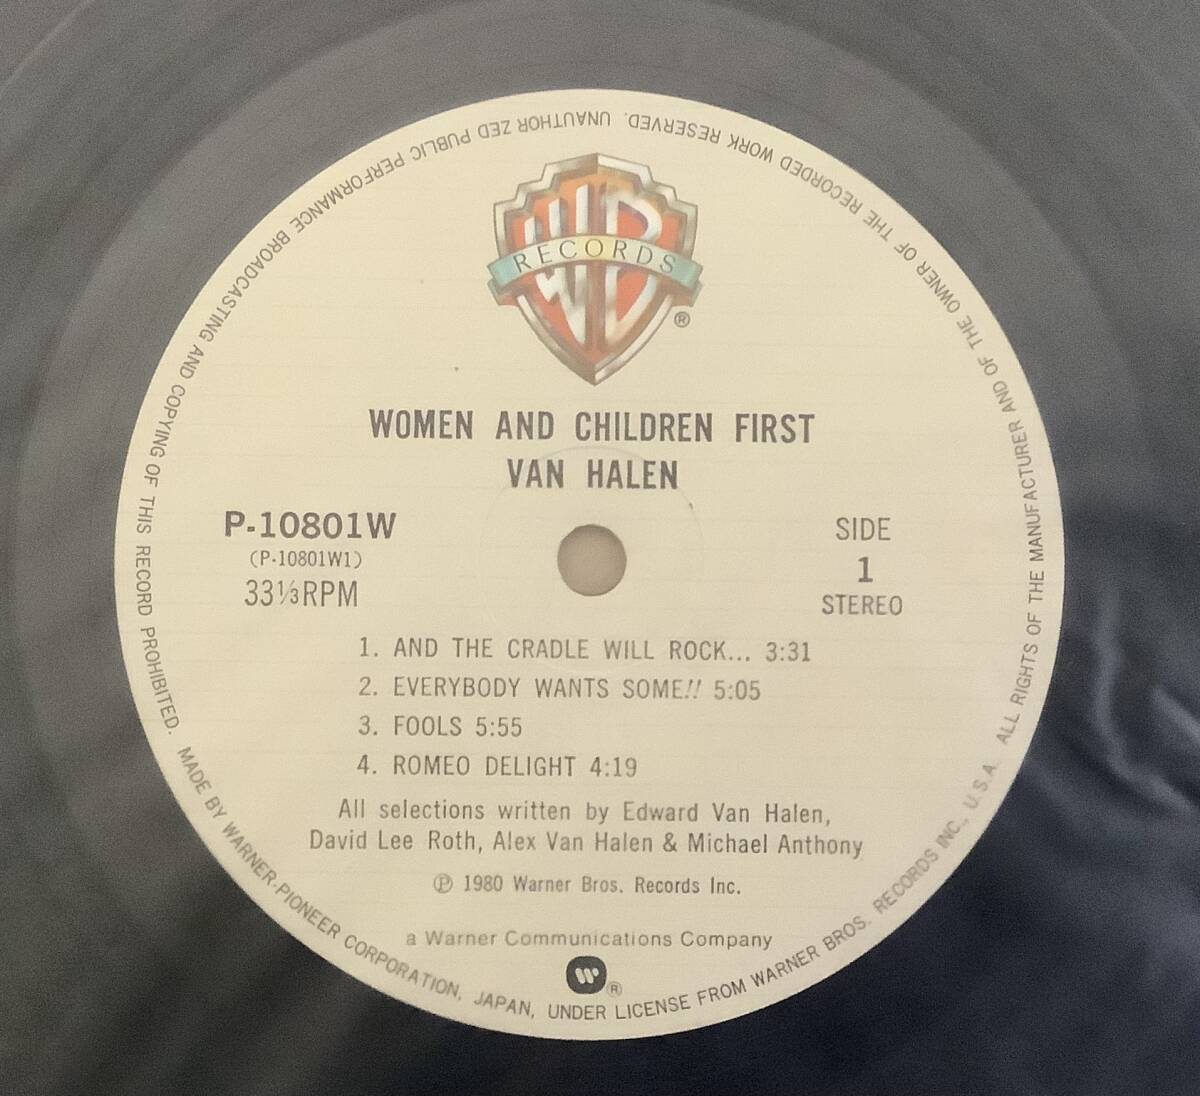 WB
RECORDS
®
WOMEN AND CHILDREN FIRST
VAN HALEN
P-10801W
(P-10801W1)
33⅓RPM
SIDE
1
STEREO
1. AND THE CRADLE WILL ROCK... 3:31
2. EVERYBODY WANTS SOME!! 5:05
3. FOOLS 5:55
4. ROMEO DELIGHT 4:19
All selections written by Edward Van Halen,
David Lee Roth, Alex Van Halen & Michael Anthony
℗ 1980 Warner Bros. Records Inc.
a Warner Communications Company
W ®
MADE BY WARNER-PIONEER CORPORATION, JAPAN, UNDER LICENSE FROM WARNER BROS. RECORDS INC., U.S.A. ALL RIGHTS OF THE MANUFACTURER AND OF THE OWNER OF THE RECORDED WORK RESERVED. UNAUTHOR ZED PUBLIC PERFORMANCE BROADCASTING AND COPYING OF THIS RECORD PROHIBITED.